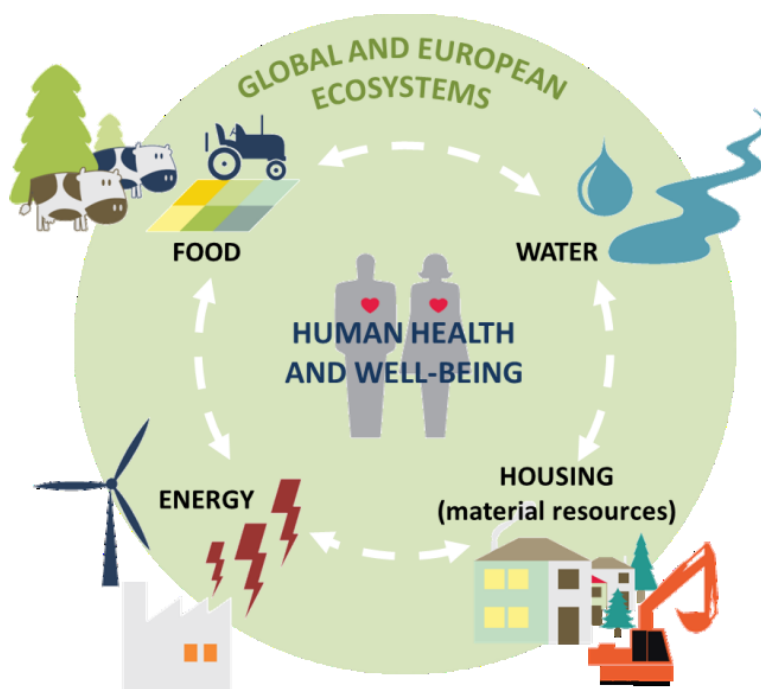 GLOBAL AND EUROPEAN
ECOSYSTEMS
FOOD
WATER
HUMAN HEALTH
AND WELL-BEING
ENERGY
HOUSING
(material resources)